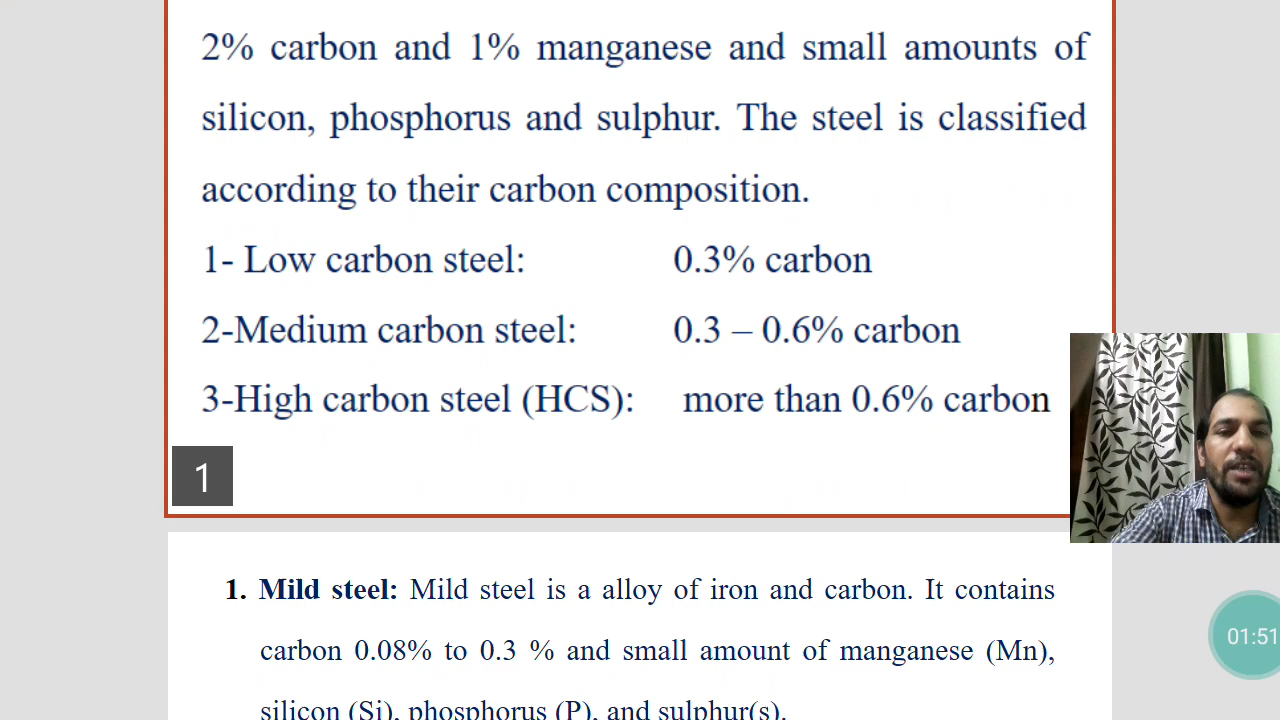 2% carbon and 1% manganese and small amounts of
silicon, phosphorus and sulphur. The steel is classified
according to their carbon composition.
1- Low carbon steel: 0.3% carbon
2-Medium carbon steel: 0.3 – 0.6% carbon
3-High carbon steel (HCS): more than 0.6% carbon
1
1. Mild steel: Mild steel is a alloy of iron and carbon. It contains
carbon 0.08% to 0.3 % and small amount of manganese (Mn),
silicon (Si), phosphorus (P), and sulphur(s).
01:51